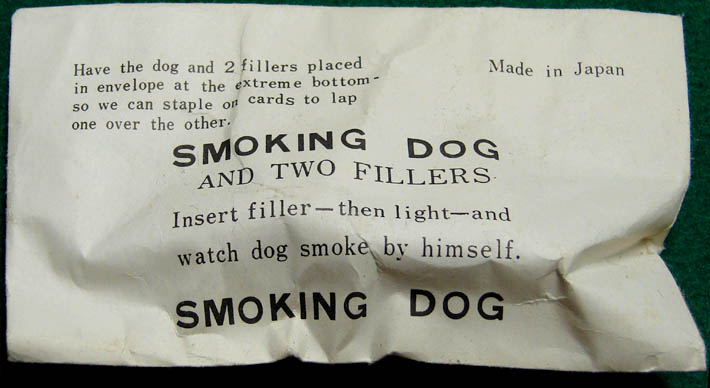 Have the dog and 2 fillers placed
in envelope at the extreme bottom-
so we can staple on cards to lap
one over the other.
Made in Japan
SMOKING DOG
AND TWO FILLERS
Insert filler—then light—and
watch dog smoke by himself.
SMOKING DOG